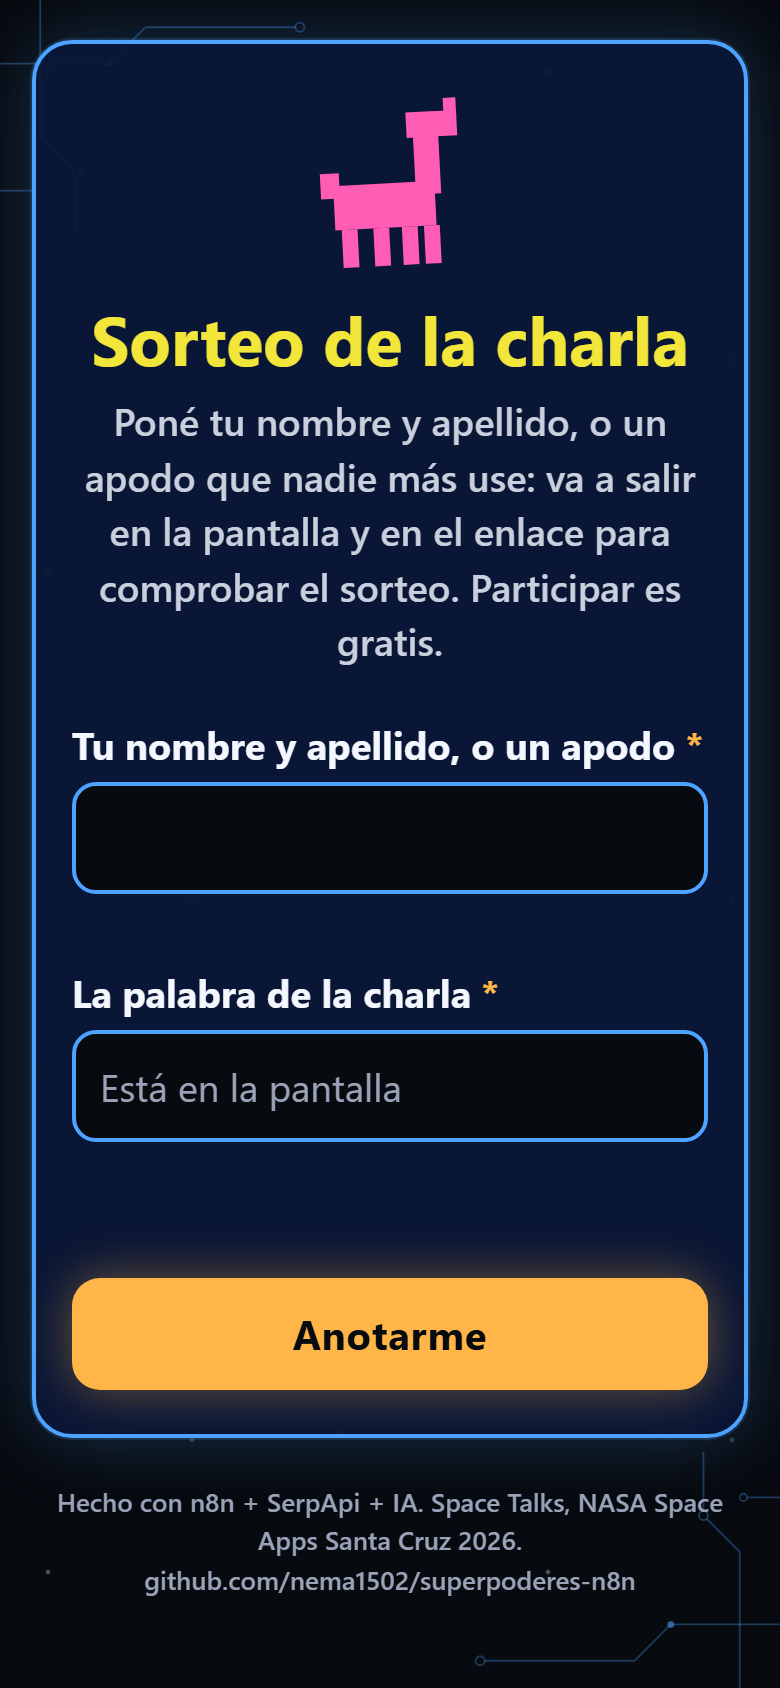 Sorteo de la charla
Poné tu nombre y apellido, o un
apodo que nadie más use: va a salir
en la pantalla y en el enlace para
comprobar el sorteo. Participar es
gratis.
Tu nombre y apellido, o un apodo *
La palabra de la charla *
Está en la pantalla
Anotarme
Hecho con n8n + SerpApi + IA. Space Talks, NASA Space
Apps Santa Cruz 2026.
github.com/nema1502/superpoderes-n8n